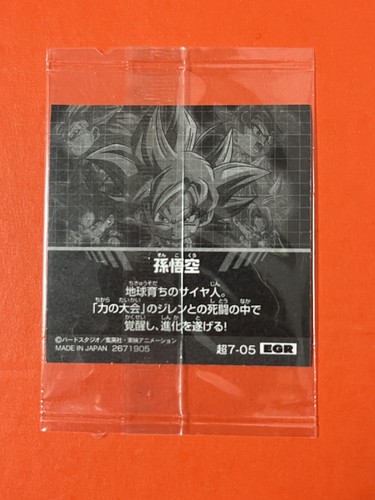 孫悟空
地球育ちのサイヤ人。
「力の大会」のジレンとの死闘の中で
覚醒し、進化を遂げる!
©バードスタジオ/集英社・東映アニメーション
MADE IN JAPAN 2671905
超7-05 EGR